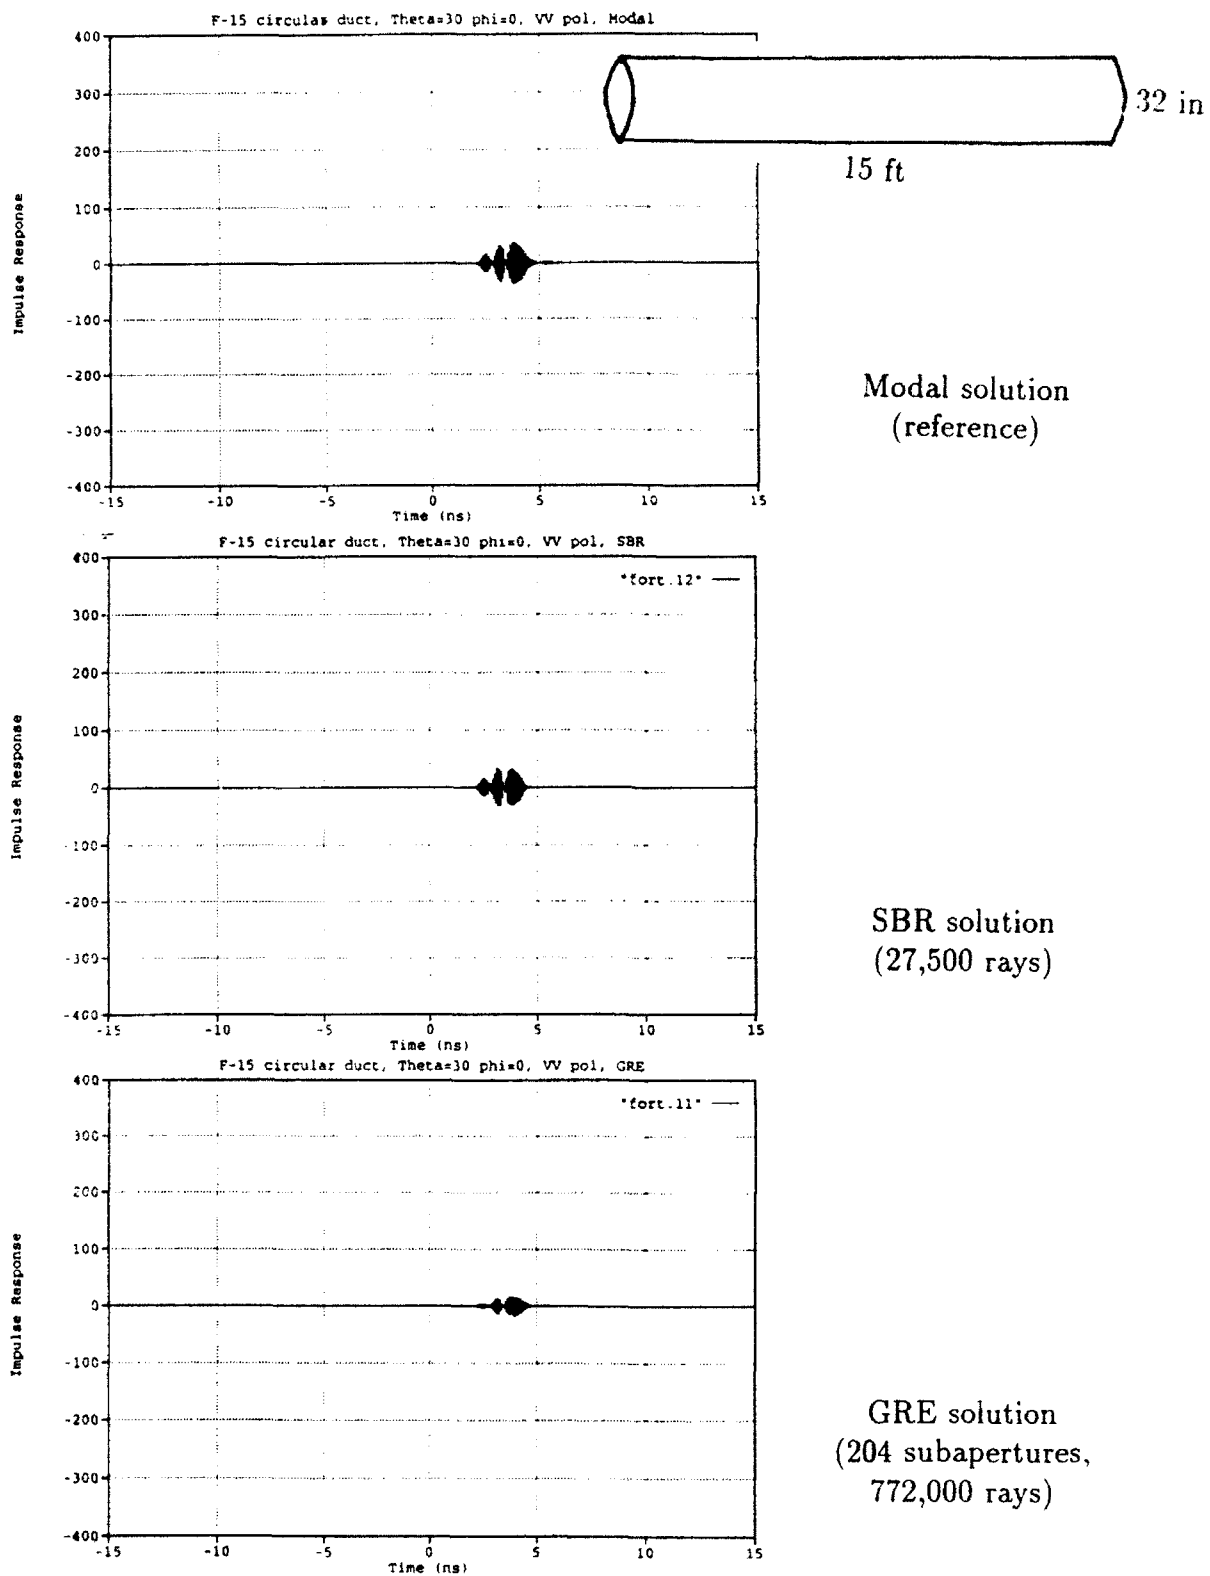 F-15 circular duct, Theta=30 phi=0, VV pol, Modal
400
300
200
100
0
-100
-200
-300
-400
-15
-10
-5
0
5
10
15
Impulse Response
Time (ns)
32 in
15 ft
Modal solution
(reference)
F-15 circular duct, Theta=30 phi=0, VV pol, SBR
"fort.12"
400
300
200
100
0
-100
-200
-300
-400
-15
-10
-5
0
5
10
15
Impulse Response
Time (ns)
SBR solution
(27,500 rays)
F-15 circular duct, Theta=30 phi=0, VV pol, GRE
"fort.11"
400
300
200
100
0
-100
-200
-300
-400
-15
-10
-5
0
5
10
15
Impulse Response
Time (ns)
GRE solution
(204 subapertures,
772,000 rays)